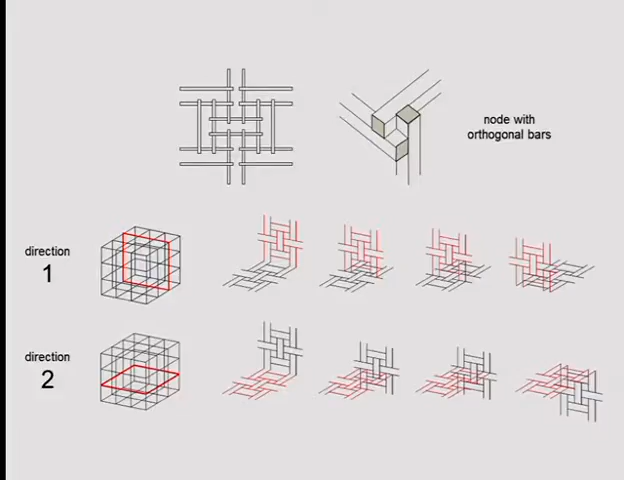 node with
orthogonal bars
direction
1
direction
2